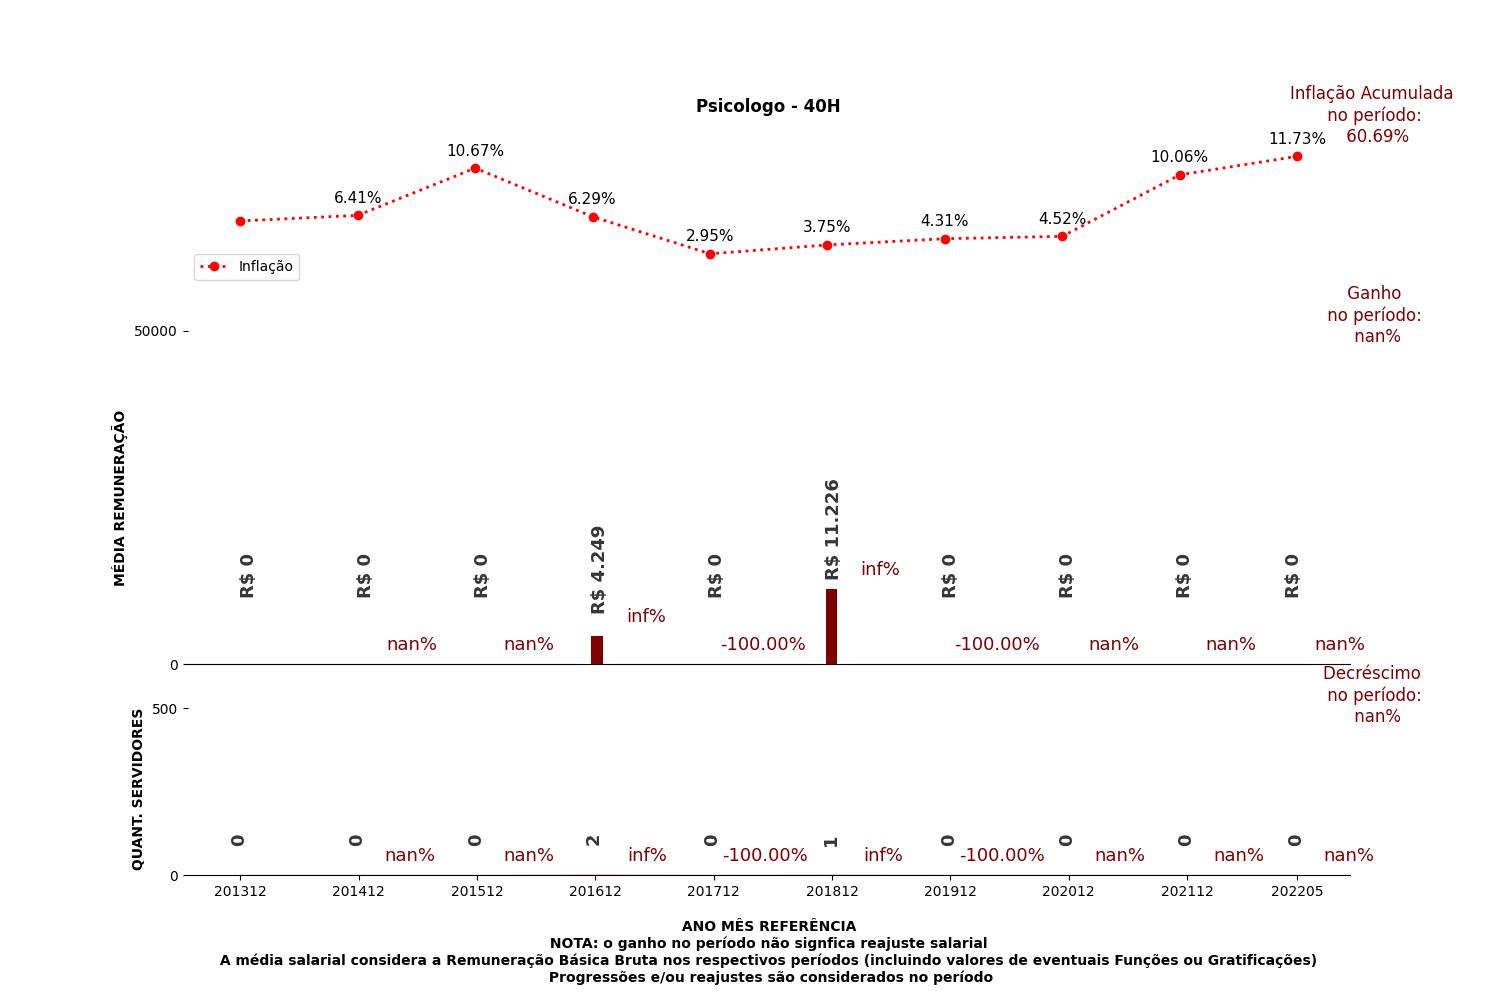 Psicologo - 40H
Inflação Acumulada
no período:
60.69%
6.41%
10.67%
6.29%
2.95%
3.75%
4.31%
4.52%
10.06%
11.73%
Inflação
Ganho
no período:
nan%
MÉDIA REMUNERAÇÃO
50000
0
R$ 0
R$ 0
R$ 0
R$ 4.249
R$ 0
R$ 11.226
R$ 0
R$ 0
R$ 0
R$ 0
nan%
nan%
inf%
-100.00%
inf%
-100.00%
nan%
nan%
nan%
Decréscimo
no período:
nan%
QUANT. SERVIDORES
500
0
0
0
0
2
0
1
0
0
0
0
nan%
nan%
inf%
-100.00%
inf%
-100.00%
nan%
nan%
nan%
201312
201412
201512
201612
201712
201812
201912
202012
202112
202205
ANO MÊS REFERÊNCIA
NOTA: o ganho no período não signfica reajuste salarial
A média salarial considera a Remuneração Básica Bruta nos respectivos períodos (incluindo valores de eventuais Funções ou Gratificações)
Progressões e/ou reajustes são considerados no período